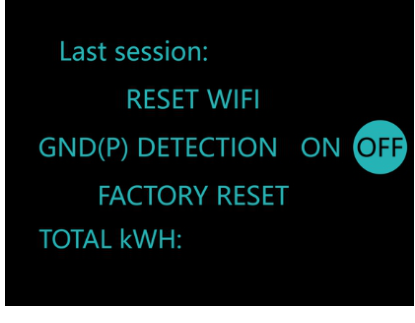 Last session:
RESET WIFI
GND(P) DETECTION ON OFF
FACTORY RESET
TOTAL kWH: